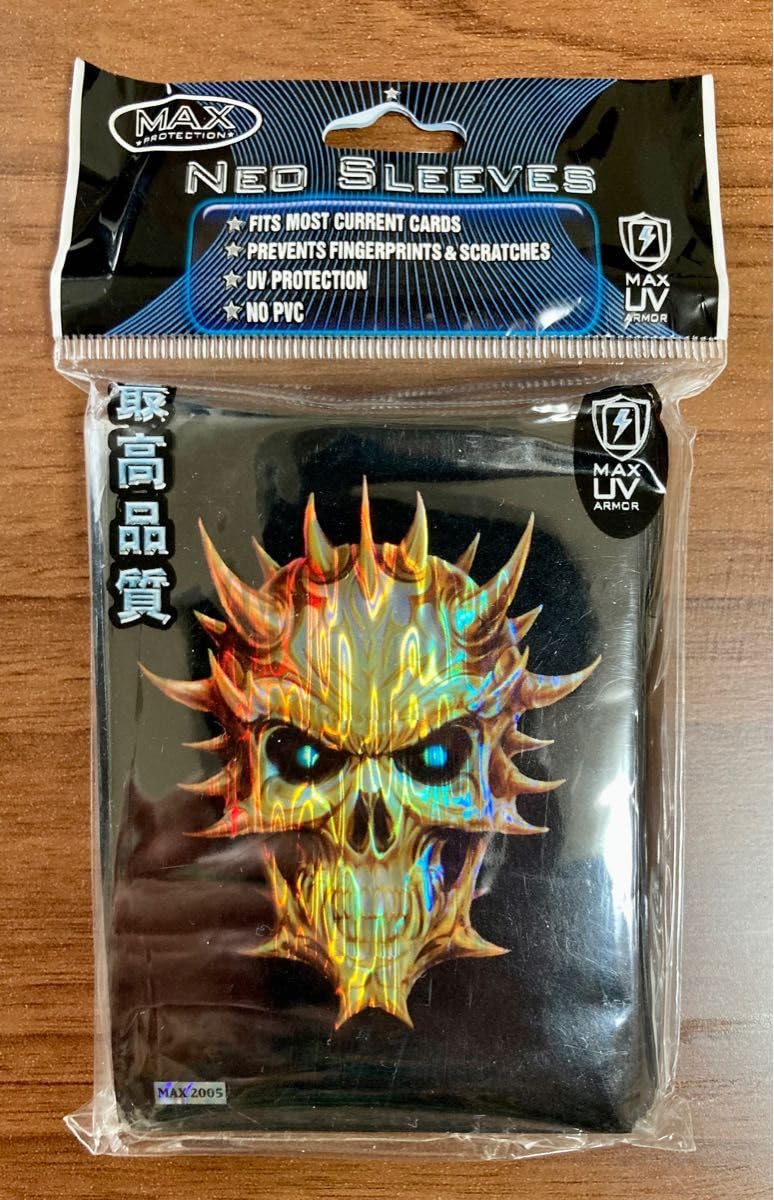 MAX
PROTECTION
NEO SLEEVES
FITS MOST CURRENT CARDS
PREVENTS FINGERPRINTS & SCRATCHES
UV PROTECTION
NO PVC
MAX
UV
ARMOR
最高品質
MAX
UV
ARMOR
MAX 2005